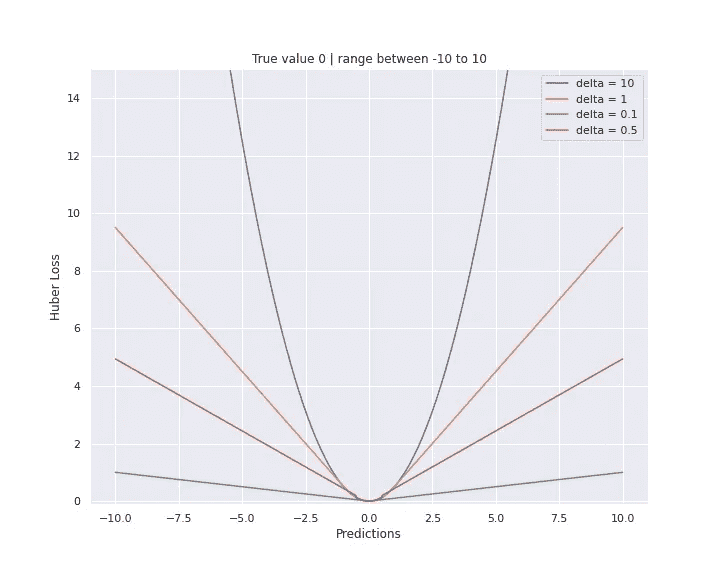 True value 0 | range between -10 to 10
delta = 10
delta = 1
delta = 0.1
delta = 0.5
14
12
10
8
6
4
2
0
Huber Loss
−10.0 −7.5 −5.0 −2.5 0.0 2.5 5.0 7.5 10.0
Predictions